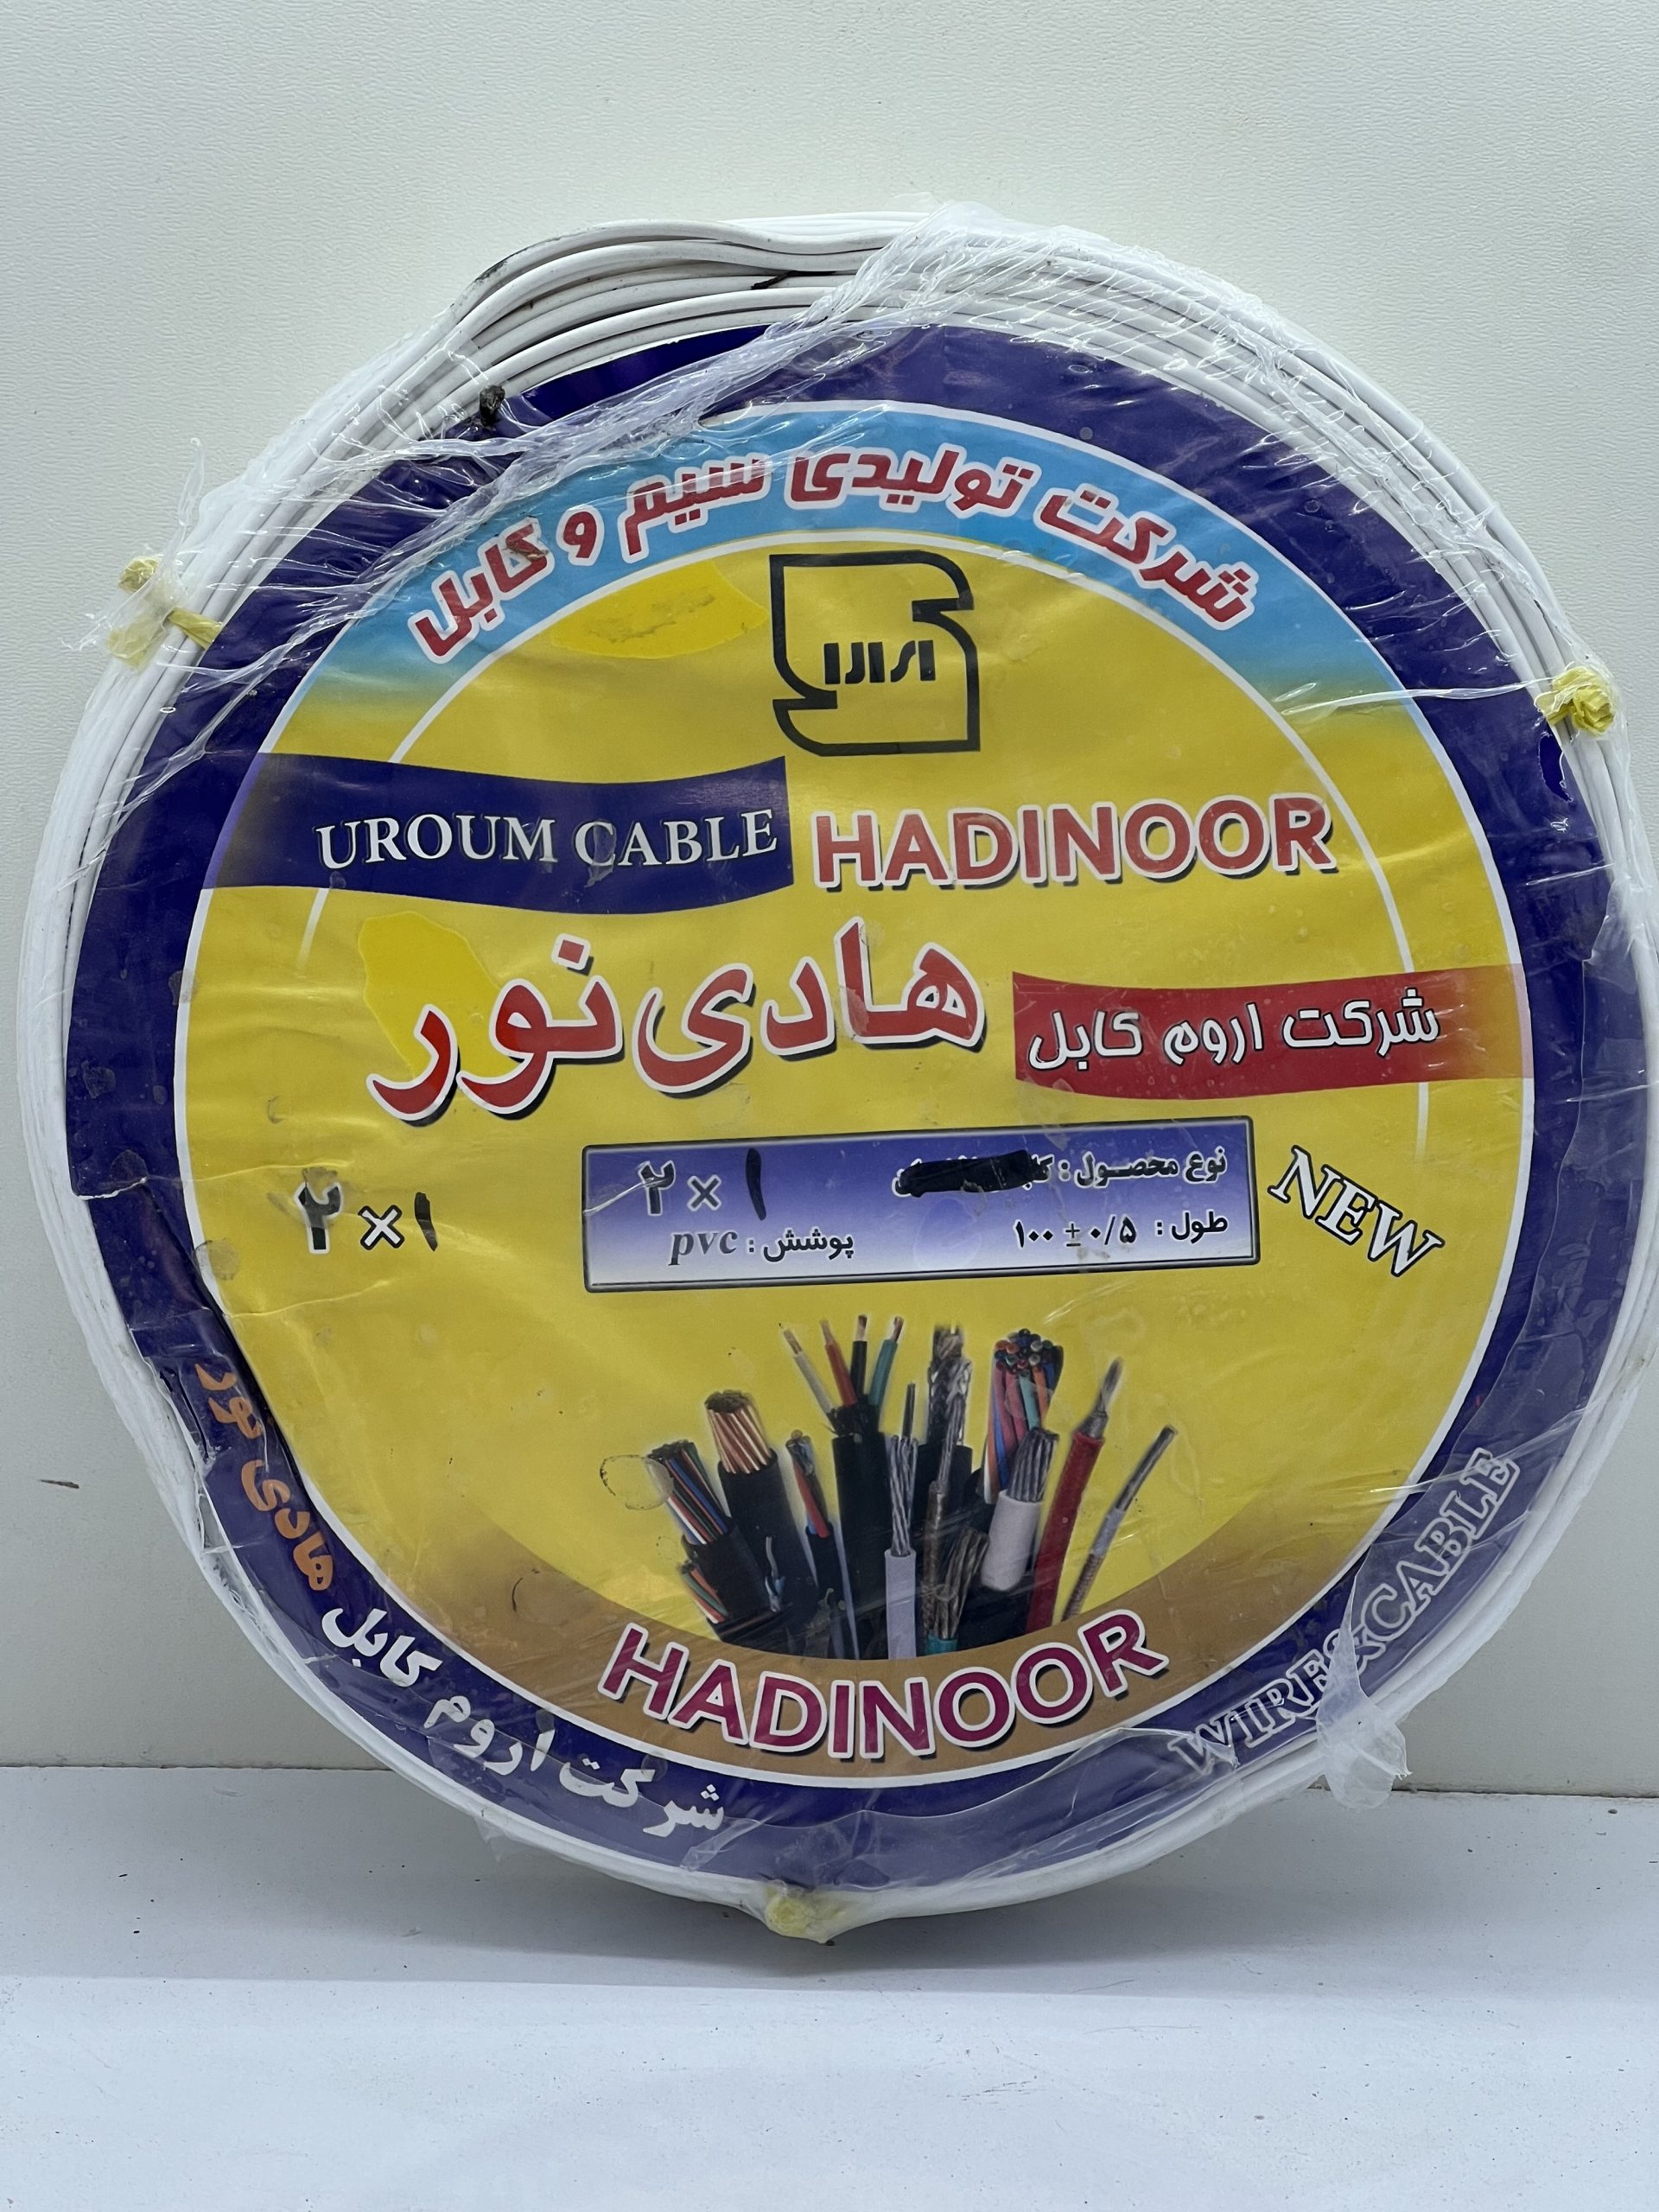 شرکت تولیدی سیم و کابل
UROUM CABLE
HADINOOR
هادی نور
شرکت اروم کابل
۲×۱
نوع محصول :
۲×۱
طول : ۱۰۰ ± ۰/۵
پوشش : pvc
NEW
HADINOOR
شرکت اروم کابل هادی نور
WIRE&CABLE